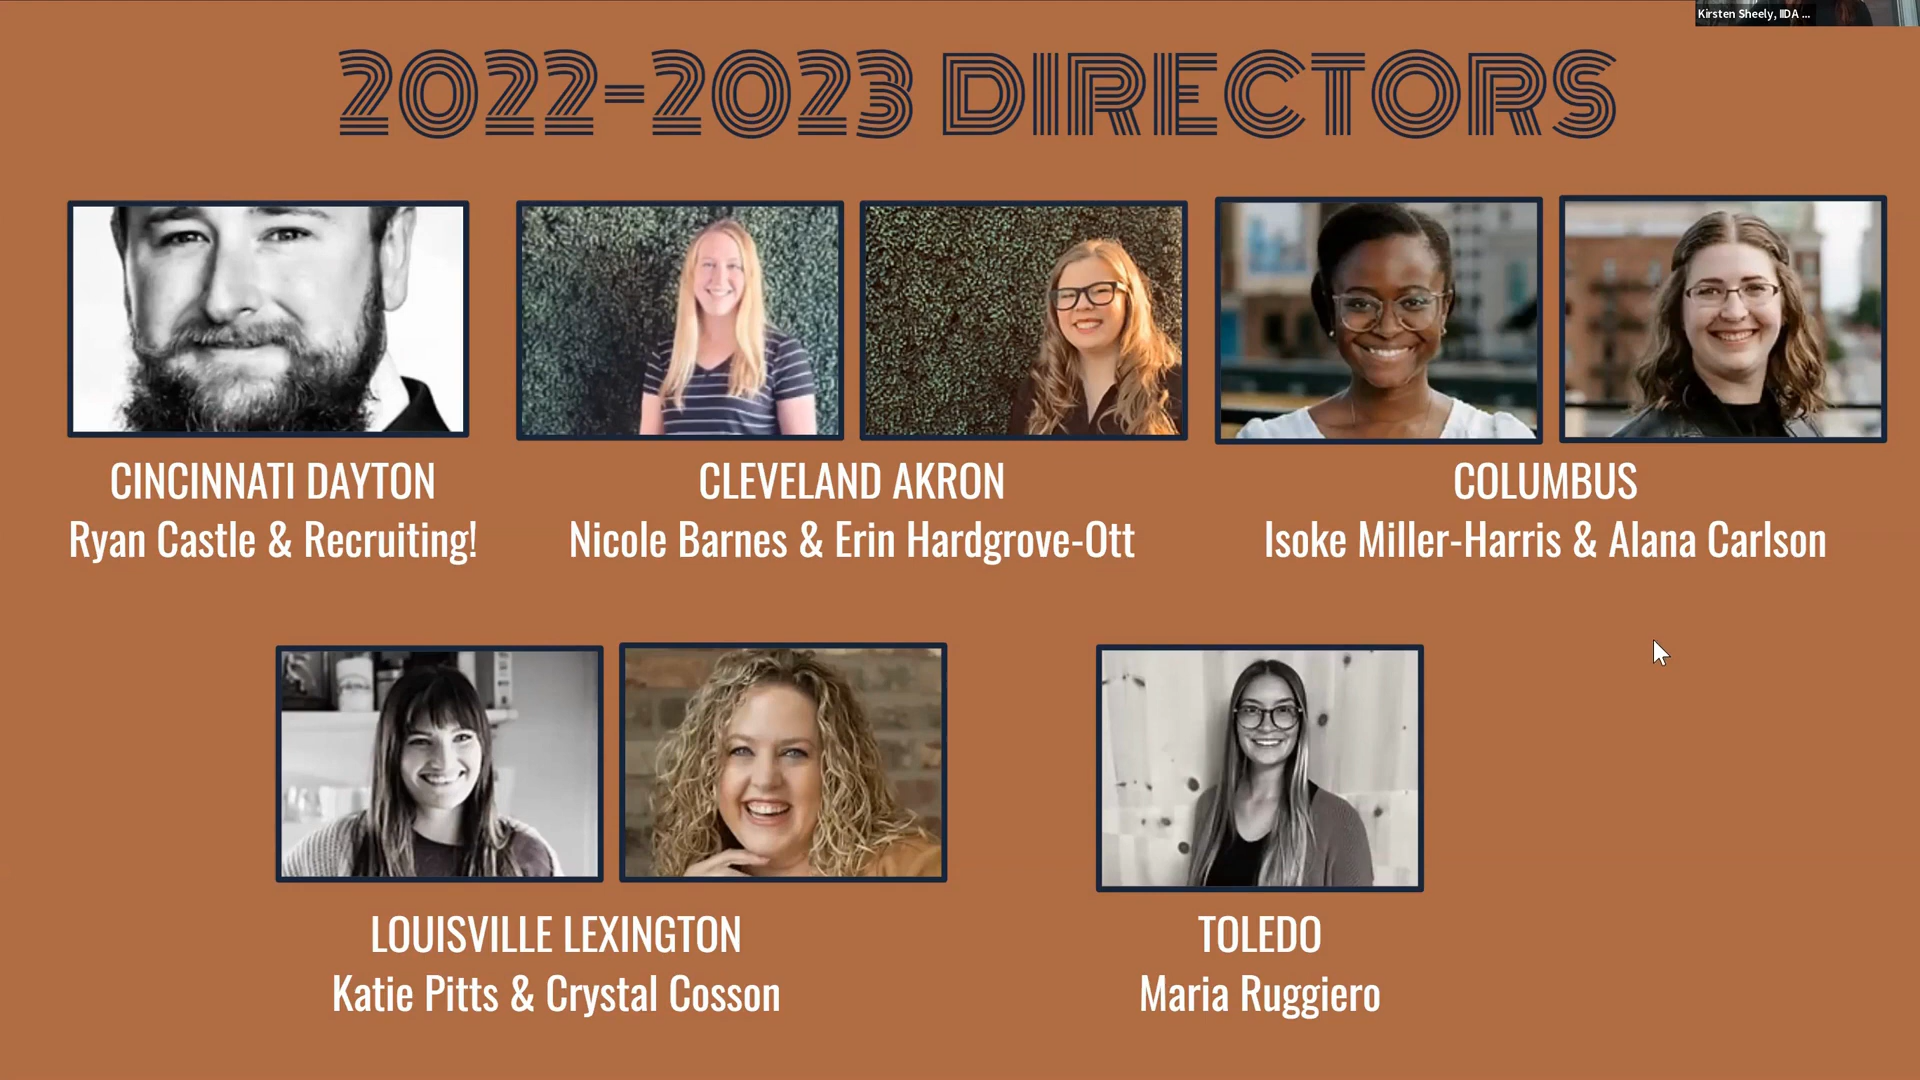 Kirsten Sheely, IIDA ...
2022-2023 DIRECTORS
CINCINNATI DAYTON
Ryan Castle & Recruiting!
CLEVELAND AKRON
Nicole Barnes & Erin Hardgrove-Ott
COLUMBUS
Isoke Miller-Harris & Alana Carlson
LOUISVILLE LEXINGTON
Katie Pitts & Crystal Cosson
TOLEDO
Maria Ruggiero